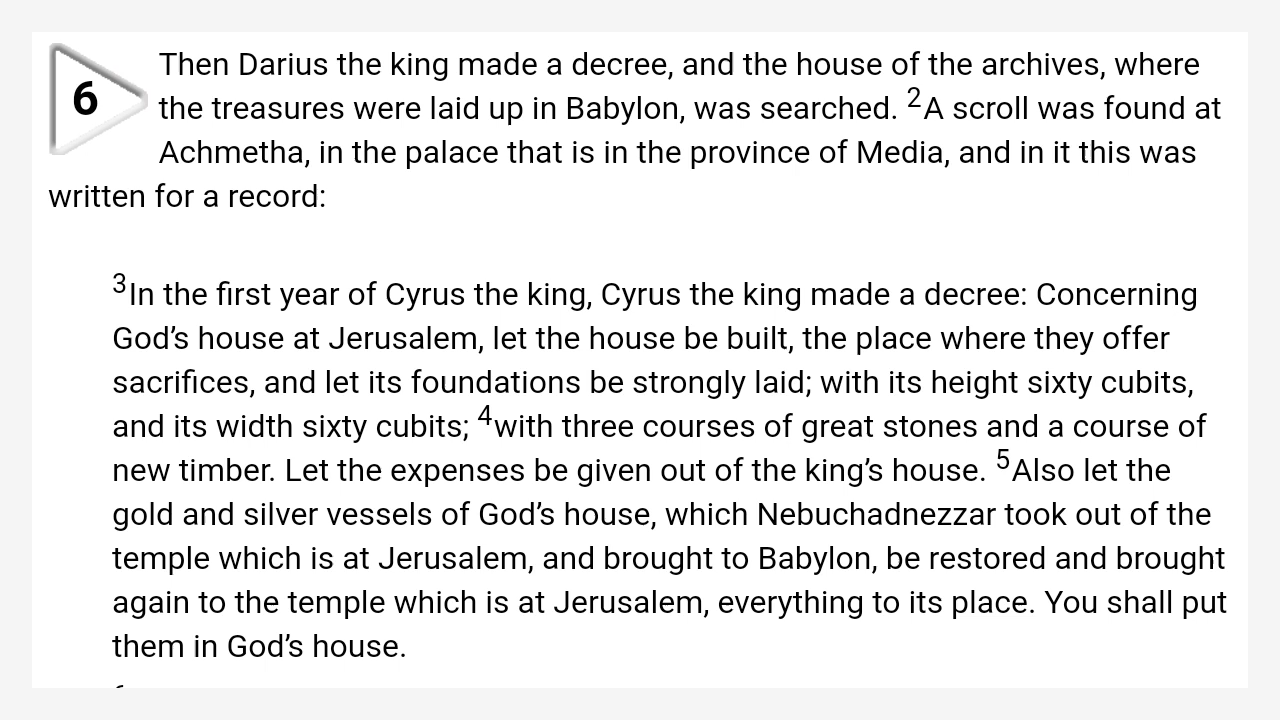 6
Then Darius the king made a decree, and the house of the archives, where
the treasures were laid up in Babylon, was searched. 2A scroll was found at
Achmetha, in the palace that is in the province of Media, and in it this was
written for a record:
3In the first year of Cyrus the king, Cyrus the king made a decree: Concerning
God’s house at Jerusalem, let the house be built, the place where they offer
sacrifices, and let its foundations be strongly laid; with its height sixty cubits,
and its width sixty cubits; 4with three courses of great stones and a course of
new timber. Let the expenses be given out of the king’s house. 5Also let the
gold and silver vessels of God’s house, which Nebuchadnezzar took out of the
temple which is at Jerusalem, and brought to Babylon, be restored and brought
again to the temple which is at Jerusalem, everything to its place. You shall put
them in God’s house.